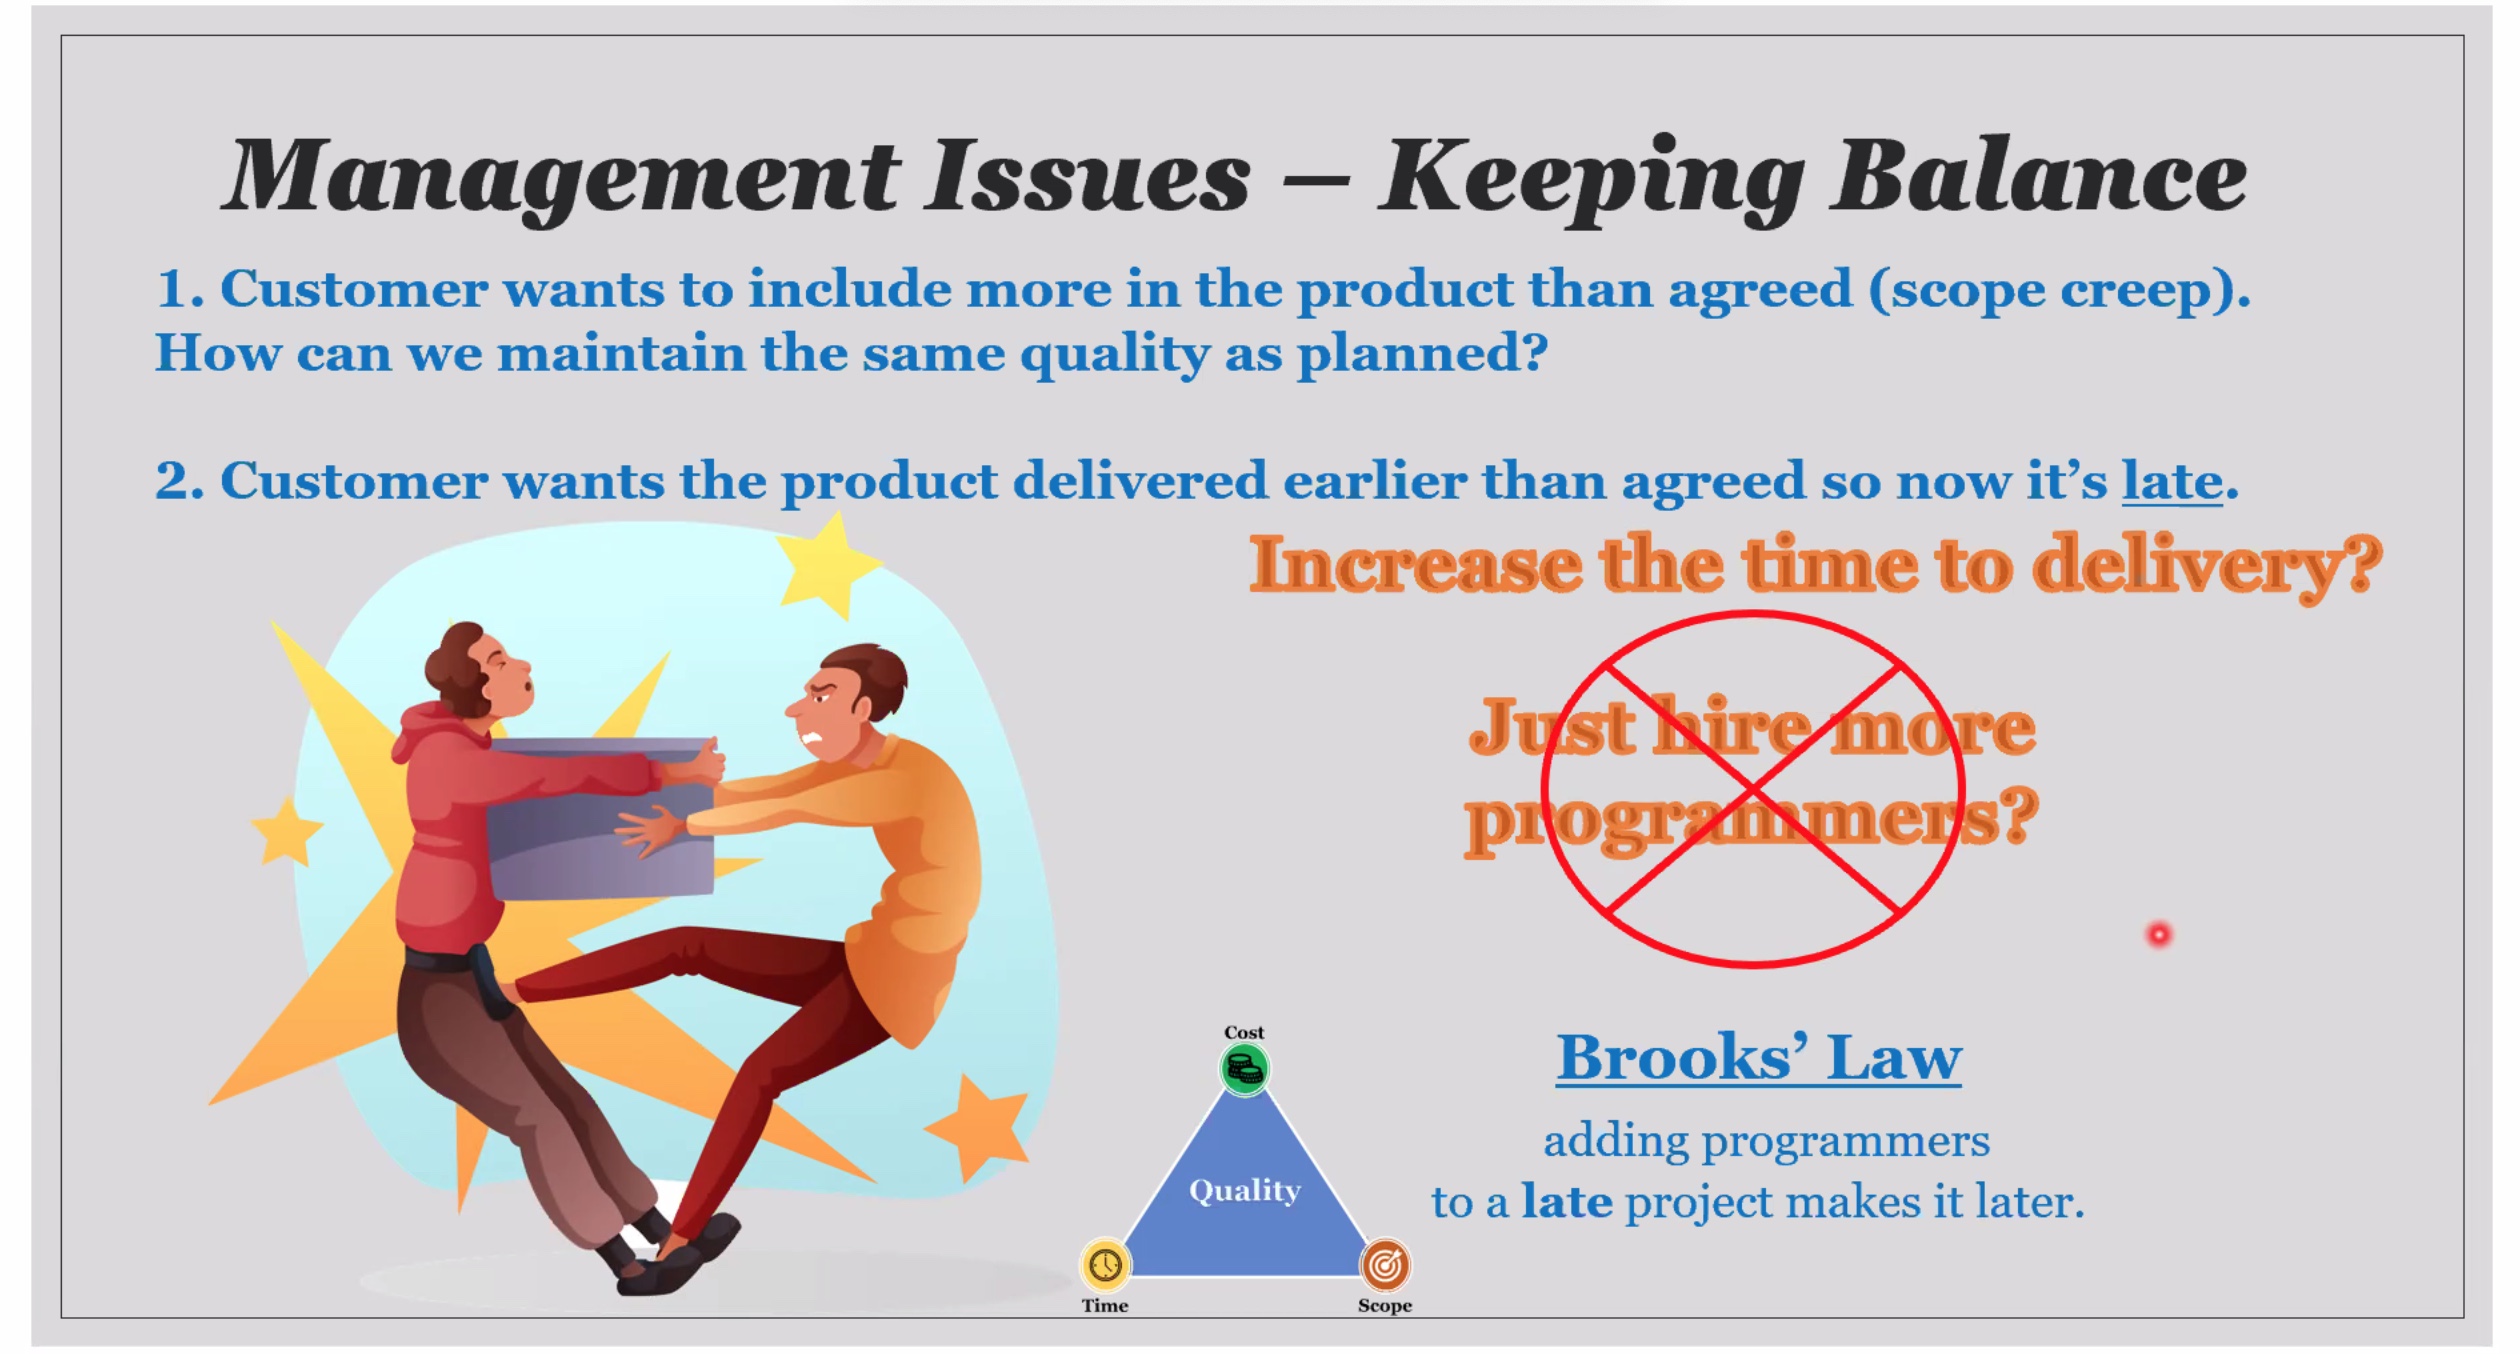 Management Issues – Keeping Balance
1. Customer wants to include more in the product than agreed (scope creep).
How can we maintain the same quality as planned?
2. Customer wants the product delivered earlier than agreed so now it’s late.
Increase the time to delivery?
Just hire more
programmers?
Brooks’ Law
adding programmers
to a late project makes it later.
Cost
Quality
Time
Scope